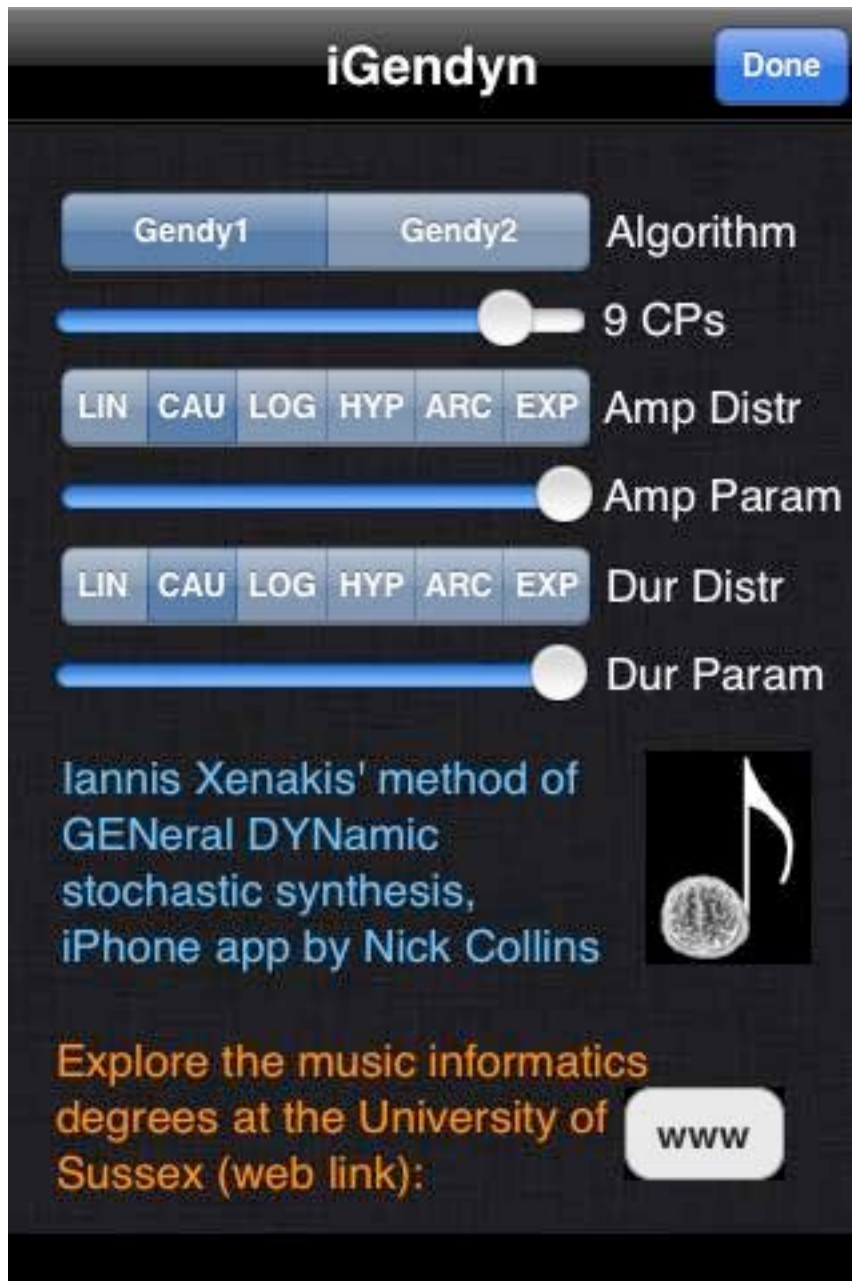 iGendyn Done
Gendy1 Gendy2 Algorithm
9 CPs
LIN CAU LOG HYP ARC EXP Amp Distr
Amp Param
LIN CAU LOG HYP ARC EXP Dur Distr
Dur Param
Iannis Xenakis' method of
GENeral DYNamic
stochastic synthesis,
iPhone app by Nick Collins
Explore the music informatics
degrees at the University of
Sussex (web link):
www